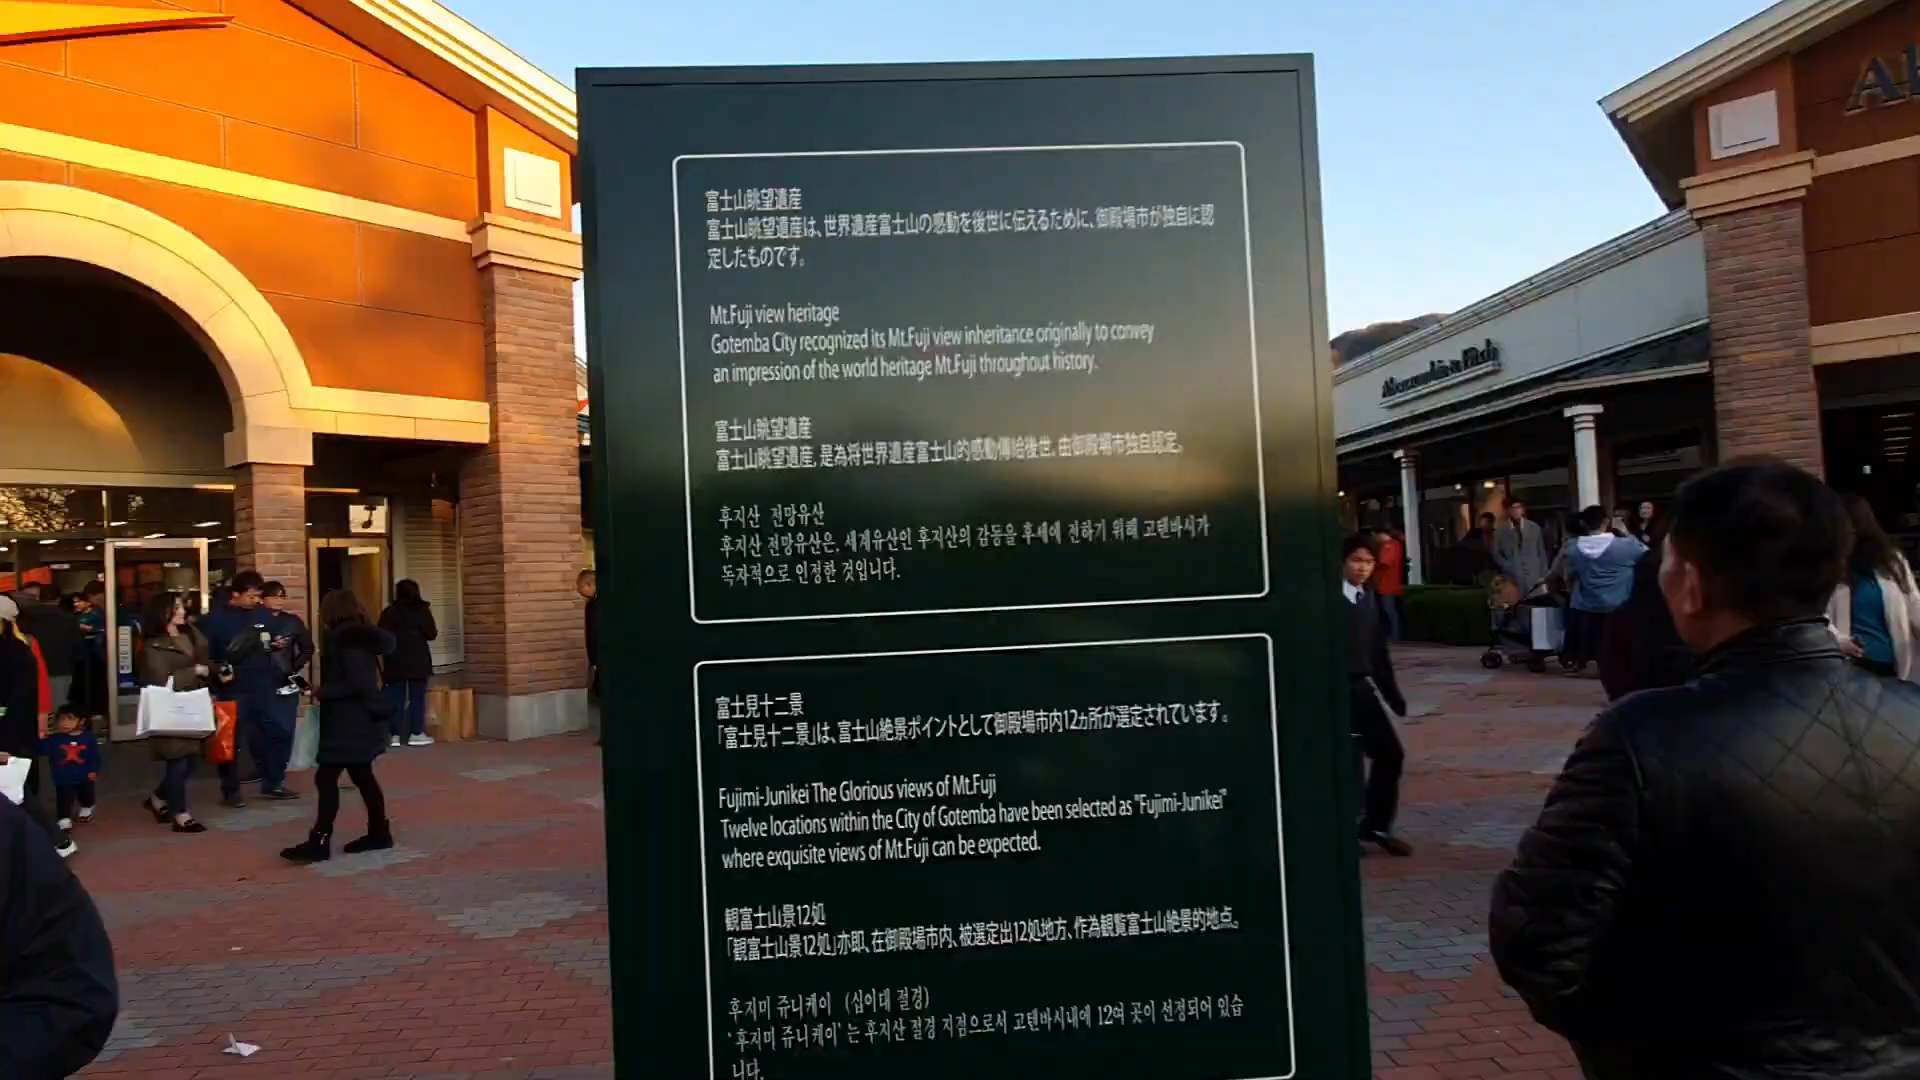 富士山眺望遺産
富士山眺望遺産は、世界遺産富士山の感動を後世に伝えるために、御殿場市が独自に認
定したものです。
Mt.Fuji view heritage
Gotemba City recognized its Mt.Fuji view inheritance originally to convey
an impression of the world heritage Mt.Fuji throughout history.
富士山眺望遺産
富士山眺望遺産，是為将世界遺産富士山的感動傳給後世，由御殿場市独自認定。
후지산 전망유산
후지산 전망유산은, 세계유산인 후지산의 감동을 후세에 전하기 위해 고텐바시가
독자적으로 인정한 것입니다.
富士見十二景
「富士見十二景」は、富士山絶景ポイントとして御殿場市内12ヵ所が選定されています。
Fujimi-Junikei The Glorious views of Mt.Fuji
Twelve locations within the City of Gotemba have been selected as "Fujimi-Junikei"
where exquisite views of Mt.Fuji can be expected.
観富士山景12処
「観富士山景12処」亦即、在御殿場市内、被選定出12処地方、作為観覧富士山絶景的地点。
후지미 쥬니케이 (십이대 절경)
'후지미 쥬니케이'는 후지산 절경 지점으로서 고텐바시내에 12여 곳이 선정되어 있습
니다.
Abercrombie & Fitch
Ab